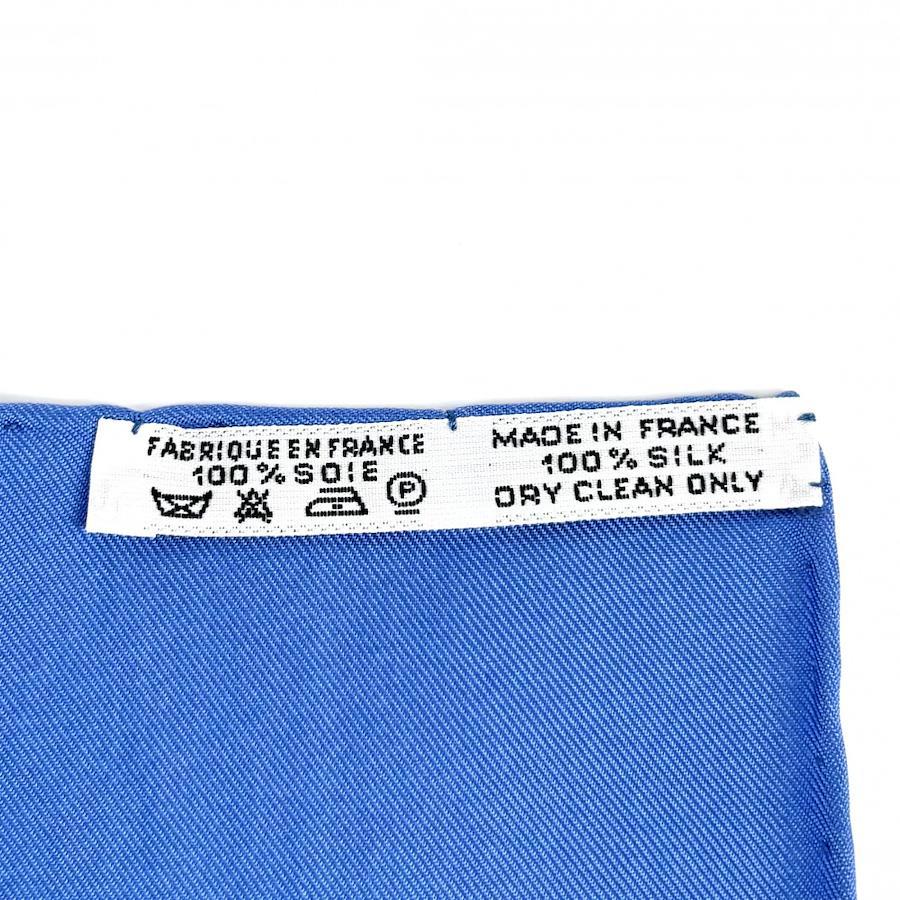 FABRIQUE EN FRANCE
100 % SOIE
P
MADE IN FRANCE
100 % SILK
DRY CLEAN ONLY